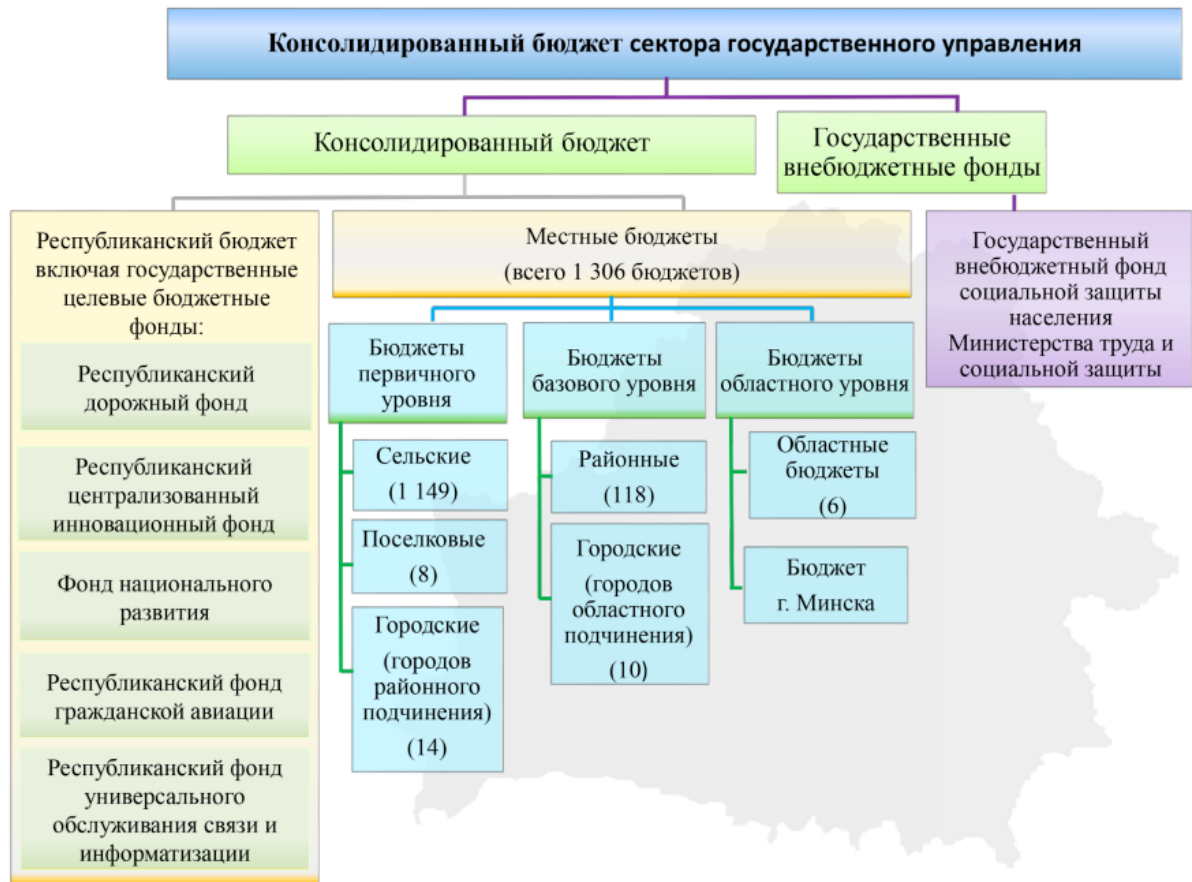 Консолидированный бюджет сектора государственного управления
Консолидированный бюджет
Государственные
внебюджетные фонды
Республиканский бюджет
включая государственные
целевые бюджетные
фонды:
Республиканский
дорожный фонд
Республиканский
централизованный
инновационный фонд
Фонд национального
развития
Республиканский фонд
гражданской авиации
Республиканский фонд
универсального
обслуживания связи и
информатизации
Местные бюджеты
(всего 1 306 бюджетов)
Бюджеты
первичного
уровня
Сельские
(1 149)
Поселковые
(8)
Городские
(городов
районного
подчинения)
(14)
Бюджеты
базового уровня
Районные
(118)
Городские
(городов
областного
подчинения)
(10)
Бюджеты
областного уровня
Областные
бюджеты
(6)
Бюджет
г. Минска
Государственный
внебюджетный фонд
социальной защиты
населения
Министерства труда и
социальной защиты